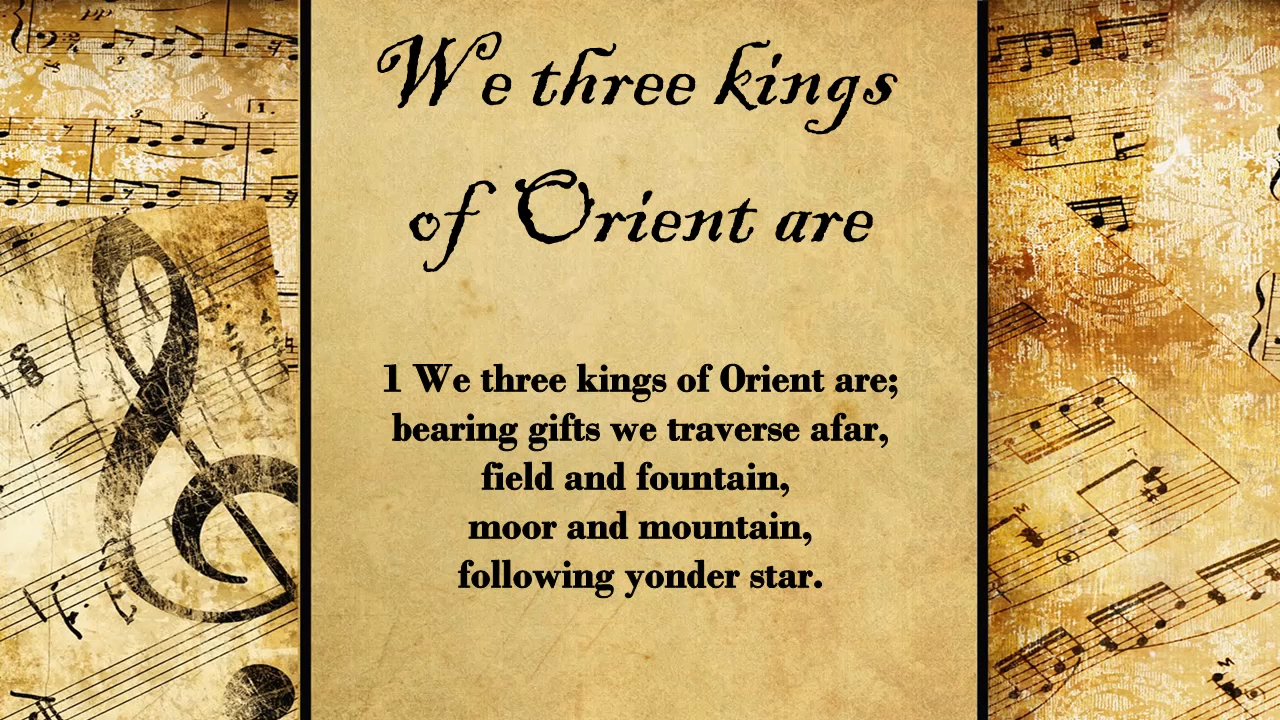 We three kings
of Orient are
1 We three kings of Orient are;
bearing gifts we traverse afar,
field and fountain,
moor and mountain,
following yonder star.